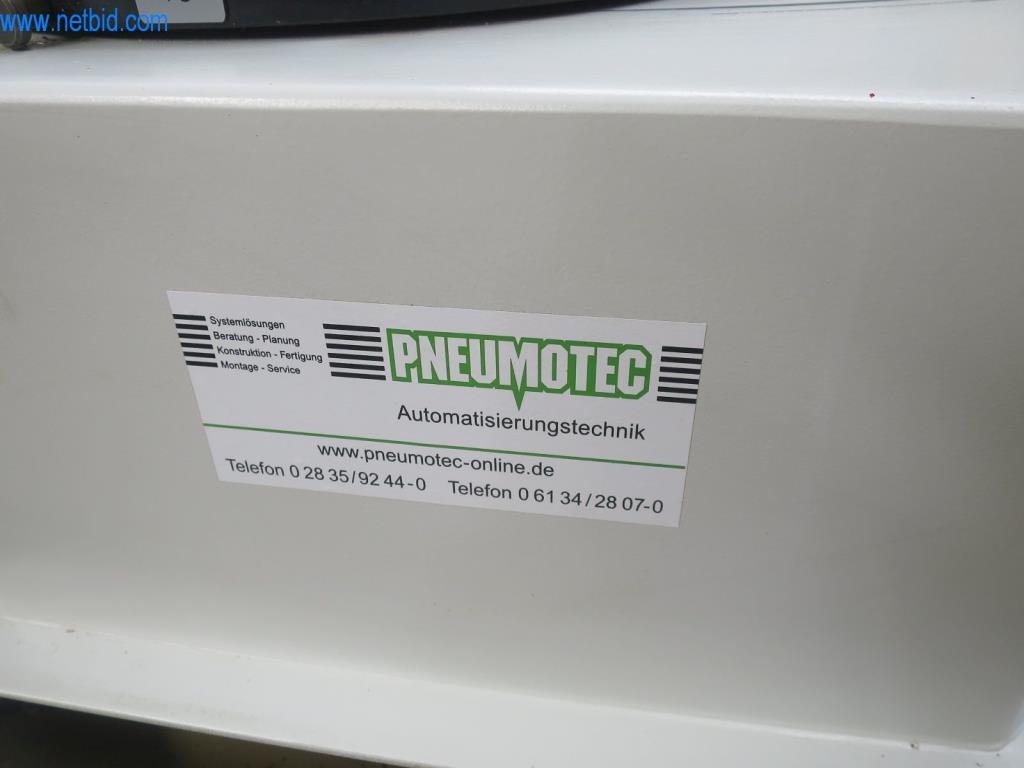 www.netbid.com
Systemlösungen
Beratung - Planung
Konstruktion - Fertigung
Montage - Service
PNEUMOTEC
Automatisierungstechnik
www.pneumotec-online.de
Telefon 0 28 35/92 44-0 Telefon 0 61 34/28 07-0